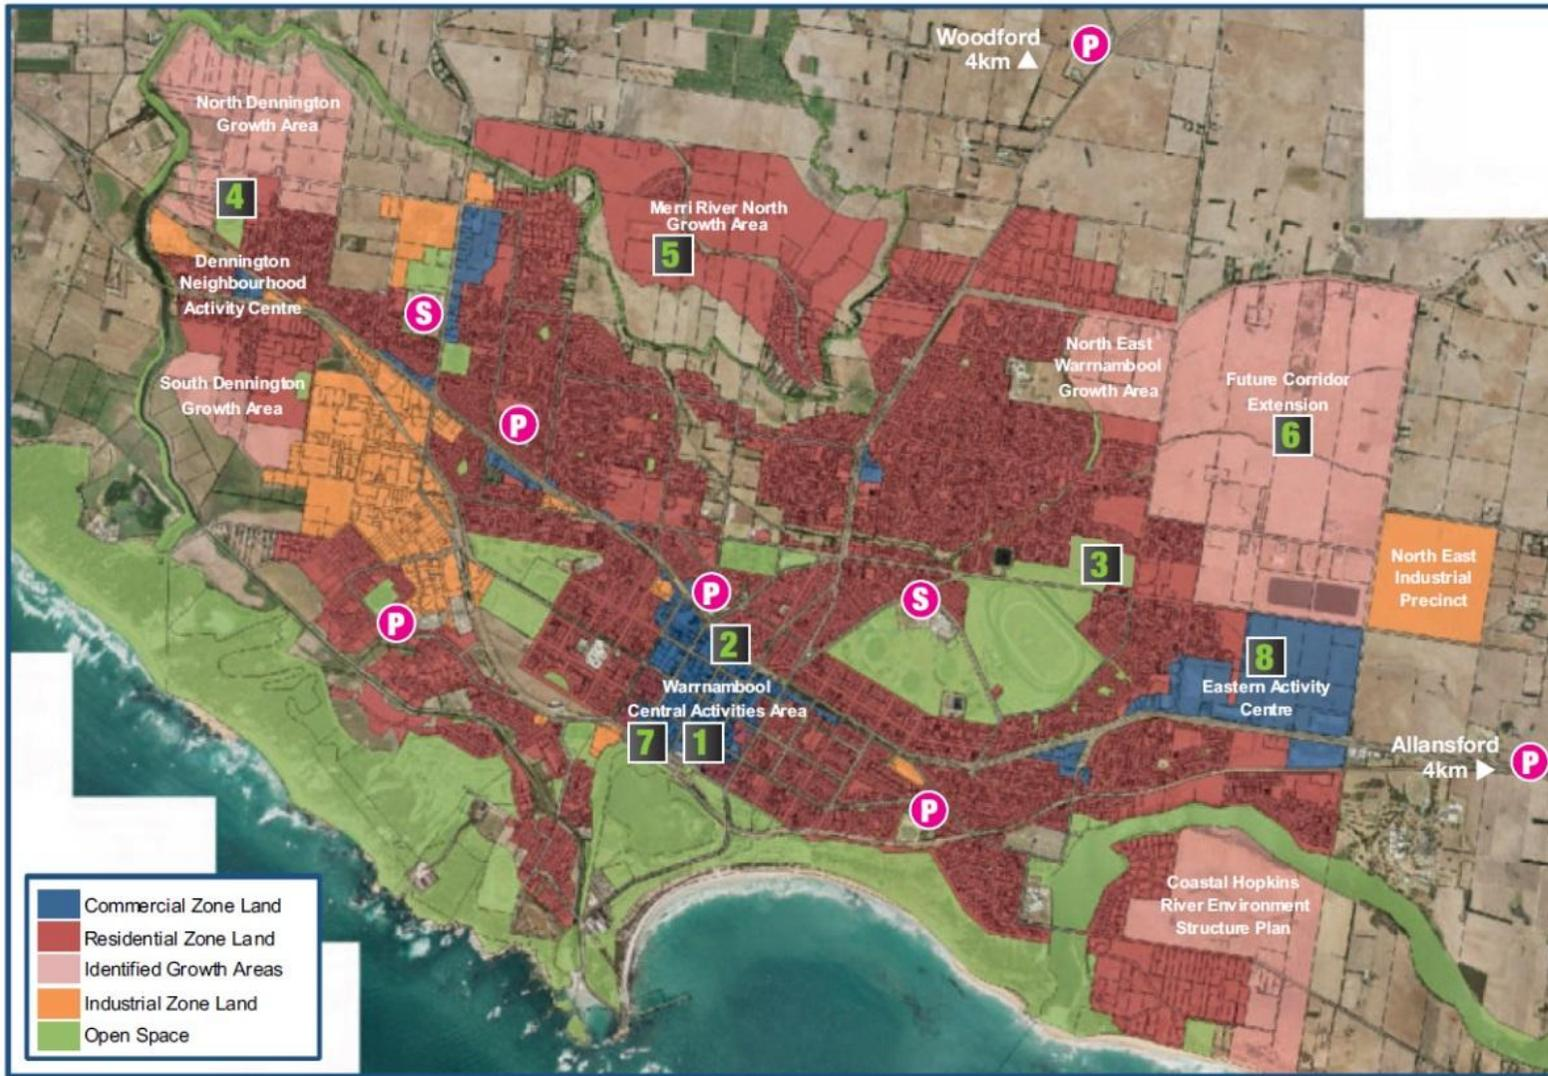 Woodford
4km ▲
P
North Dennington
Growth Area
4
Merri River North
Growth Area
5
Dennington
Neighbourhood
Activity Centre
S
North East
Warrnambool
Growth Area
Future Corridor
Extension
6
South Dennington
Growth Area
P
3
North East
Industrial
Precinct
P
P
S
2
8
Warrnambool
Central Activities Area
Eastern Activity
Centre
7
1
Allansford
4km ▶
P
P
Coastal Hopkins
River Environment
Structure Plan
Commercial Zone Land
Residential Zone Land
Identified Growth Areas
Industrial Zone Land
Open Space